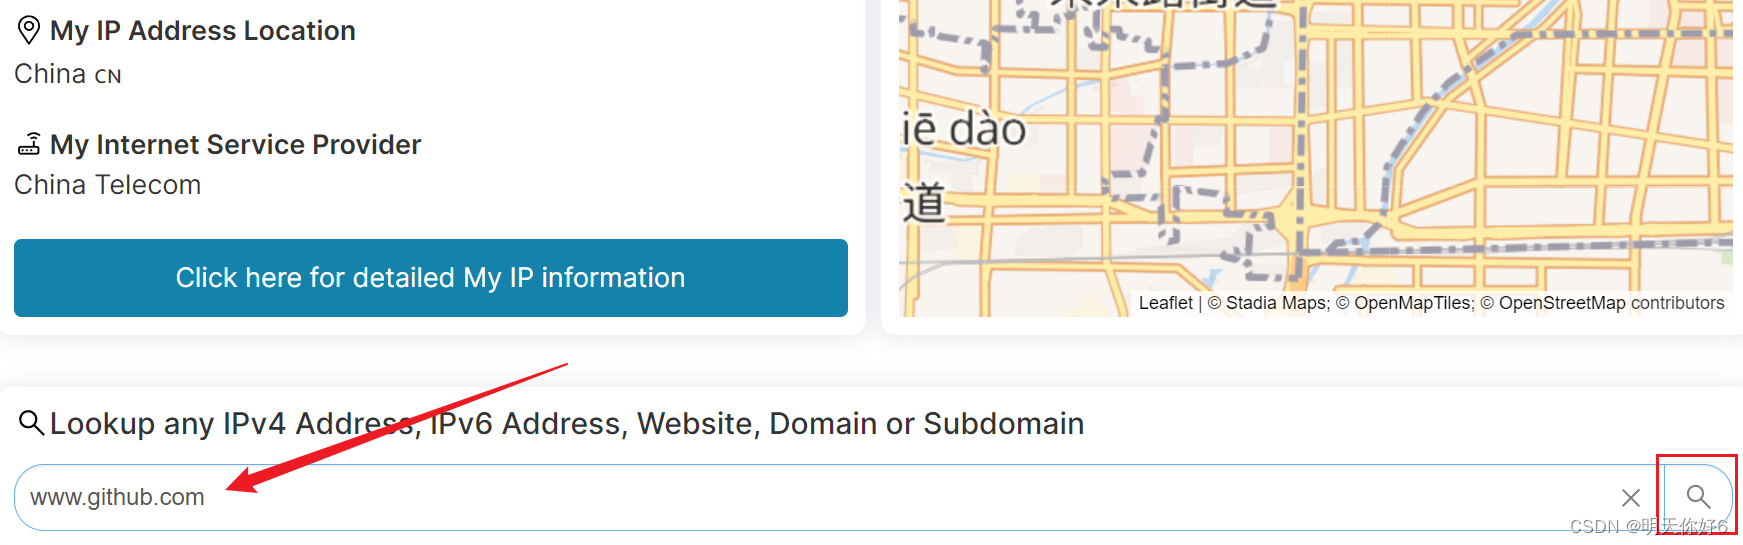 My IP Address Location
China CN
My Internet Service Provider
China Telecom
Click here for detailed My IP information
iē dào
道
Leaflet | © Stadia Maps; © OpenMapTiles; © OpenStreetMap contributors
Lookup any IPv4 Address, IPv6 Address, Website, Domain or Subdomain
www.github.com
CSDN @明天你好6